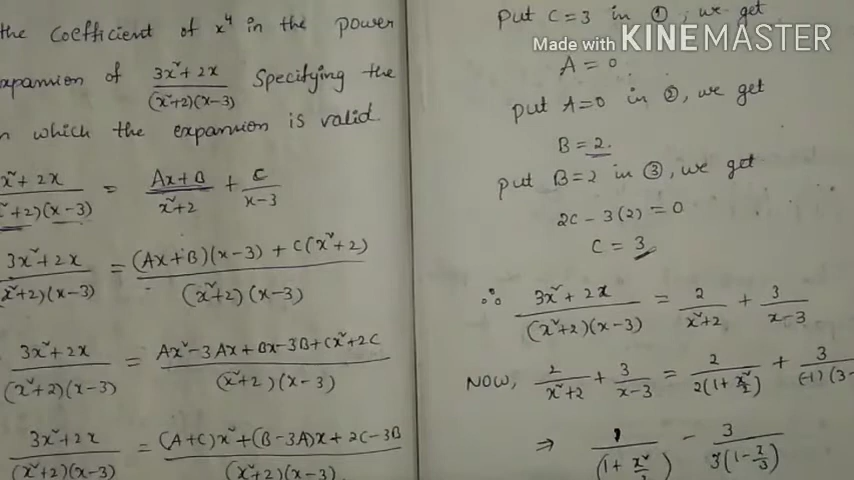 the coefficient of x⁴ in the power
expansion of (3x²+2x)/((x²+2)(x-3)) Specifying the
in which the expansion is valid
x²+2x/(x²+2)(x-3) = (Ax+B)/(x²+2) + C/(x-3)
(3x²+2x)/((x²+2)(x-3)) = ((Ax+B)(x-3)+C(x²+2))/((x²+2)(x-3))
(3x²+2x)/((x²+2)(x-3)) = (Ax²-3Ax+Bx-3B+Cx²+2C)/((x²+2)(x-3))
(3x²+2x)/((x²+2)(x-3)) = ((A+C)x²+(B-3A)x+2C-3B)/((x²+2)(x-3))
put C=3 in ①, we get
Made with KINEMASTER
A=0
put A=0 in ②, we get
B=2.
put B=2 in ③, we get
2C-3(2)=0
C=3
∴ (3x²+2x)/((x²+2)(x-3)) = 2/(x²+2) + 3/(x-3)
NOW, 2/(x²+2) + 3/(x-3) = 2/(2(1+x²/2)) + 3/((-1)(3-
⇒ 1/(1+x²/2) - 3/(3(1-x/3))